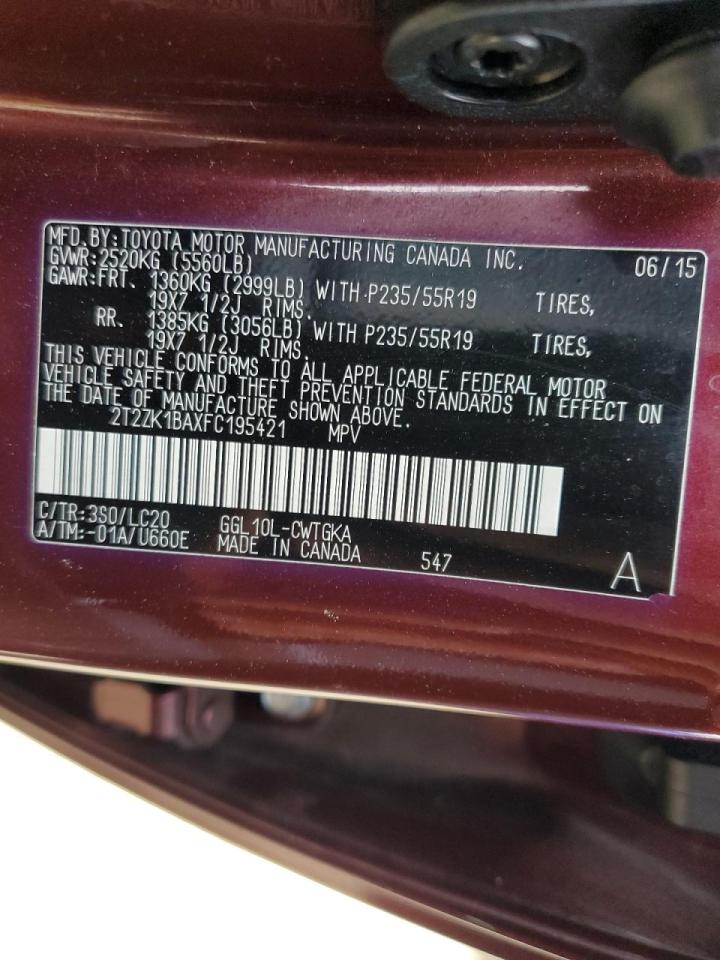 MFD.BY:TOYOTA MOTOR MANUFACTURING CANADA INC. 06/15
GVWR:2520KG (5560LB)
GAWR:FRT. 1360KG (2999LB) WITH P235/55R19 TIRES,
19X7 1/2J RIMS.
RR. 1385KG (3056LB) WITH P235/55R19 TIRES,
19X7 1/2J RIMS.
THIS VEHICLE CONFORMS TO ALL APPLICABLE FEDERAL MOTOR
VEHICLE SAFETY AND THEFT PREVENTION STANDARDS IN EFFECT ON
THE DATE OF MANUFACTURE SHOWN ABOVE.
2T2ZK1BAXFC195421 MPV
C/TR:3S0/LC20 GGL10L-CWTGKA
A/TM:-01A/U660E MADE IN CANADA 547 A